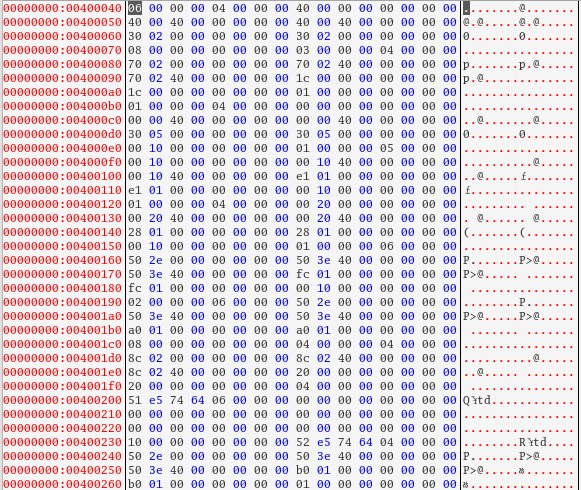 00000000:00400040 06 00 00 00 04 00 00 00 40 00 00 00 00 00 00 00 ........@.......
00000000:00400050 40 00 40 00 00 00 00 00 40 00 40 00 00 00 00 00 @.@.....@.@.....
00000000:00400060 30 02 00 00 00 00 00 00 30 02 00 00 00 00 00 00 0.......0.......
00000000:00400070 08 00 00 00 00 00 00 00 03 00 00 00 04 00 00 00 ................
00000000:00400080 70 02 00 00 00 00 00 00 70 02 40 00 00 00 00 00 p.......p.@.....
00000000:00400090 70 02 40 00 00 00 00 00 1c 00 00 00 00 00 00 00 p.@.............
00000000:004000a0 1c 00 00 00 00 00 00 00 01 00 00 00 00 00 00 00 ................
00000000:004000b0 01 00 00 00 04 00 00 00 00 00 00 00 00 00 00 00 ................
00000000:004000c0 00 00 40 00 00 00 00 00 00 00 40 00 00 00 00 00 ..@.......@.....
00000000:004000d0 30 05 00 00 00 00 00 00 30 05 00 00 00 00 00 00 0.......0.......
00000000:004000e0 00 10 00 00 00 00 00 00 01 00 00 00 05 00 00 00 ................
00000000:004000f0 00 10 00 00 00 00 00 00 00 10 40 00 00 00 00 00 ..........@.....
00000000:00400100 00 10 40 00 00 00 00 00 e1 01 00 00 00 00 00 00 ..@.....f.......
00000000:00400110 e1 01 00 00 00 00 00 00 00 10 00 00 00 00 00 00 f...............
00000000:00400120 01 00 00 00 04 00 00 00 00 20 00 00 00 00 00 00 ......... ......
00000000:00400130 00 20 40 00 00 00 00 00 00 20 40 00 00 00 00 00 . @...... @.....
00000000:00400140 28 01 00 00 00 00 00 00 28 01 00 00 00 00 00 00 (.......(.......
00000000:00400150 00 10 00 00 00 00 00 00 01 00 00 00 06 00 00 00 ................
00000000:00400160 50 2e 00 00 00 00 00 00 50 3e 40 00 00 00 00 00 P.......P>@.....
00000000:00400170 50 3e 40 00 00 00 00 00 fc 01 00 00 00 00 00 00 P>@..... .......
00000000:00400180 fc 01 00 00 00 00 00 00 00 10 00 00 00 00 00 00 ................
00000000:00400190 02 00 00 00 06 00 00 00 50 2e 00 00 00 00 00 00 ........P.......
00000000:004001a0 50 3e 40 00 00 00 00 00 50 3e 40 00 00 00 00 00 P>@.....P>@.....
00000000:004001b0 a0 01 00 00 00 00 00 00 a0 01 00 00 00 00 00 00 ................
00000000:004001c0 08 00 00 00 00 00 00 00 04 00 00 00 04 00 00 00 ................
00000000:004001d0 8c 02 00 00 00 00 00 00 8c 02 40 00 00 00 00 00 ..........@.....
00000000:004001e0 8c 02 40 00 00 00 00 00 20 00 00 00 00 00 00 00 ..@..... .......
00000000:004001f0 20 00 00 00 00 00 00 00 04 00 00 00 00 00 00 00 ................
00000000:00400200 51 e5 74 64 06 00 00 00 00 00 00 00 00 00 00 00 Qﻋtd............
00000000:00400210 00 00 00 00 00 00 00 00 00 00 00 00 00 00 00 00 ................
00000000:00400220 00 00 00 00 00 00 00 00 00 00 00 00 00 00 00 00 ................
00000000:00400230 10 00 00 00 00 00 00 00 52 e5 74 64 04 00 00 00 ........Rﻋtd....
00000000:00400240 50 2e 00 00 00 00 00 00 50 3e 40 00 00 00 00 00 P.......P>@.....
00000000:00400250 50 3e 40 00 00 00 00 00 b0 01 00 00 00 00 00 00 P>@.............
00000000:00400260 b0 01 00 00 00 00 00 00 01 00 00 00 00 00 00 00 ................